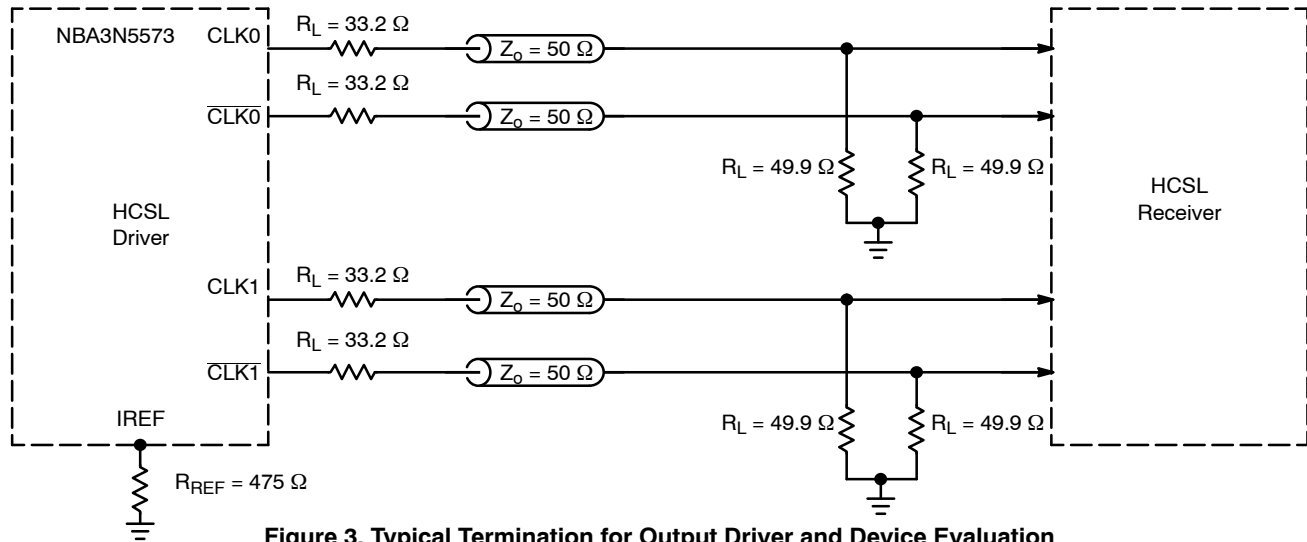 NBA3N5573
CLK0
R_L = 33.2 Ω
Z_o = 50 Ω
R_L = 33.2 Ω
C̅L̅K̅0̅
Z_o = 50 Ω
R_L = 49.9 Ω
R_L = 49.9 Ω
HCSL
Driver
HCSL
Receiver
CLK1
R_L = 33.2 Ω
Z_o = 50 Ω
R_L = 33.2 Ω
C̅L̅K̅1̅
Z_o = 50 Ω
IREF
R_L = 49.9 Ω
R_L = 49.9 Ω
R_REF = 475 Ω
Figure 3. Typical Termination for Output Driver and Device Evaluation